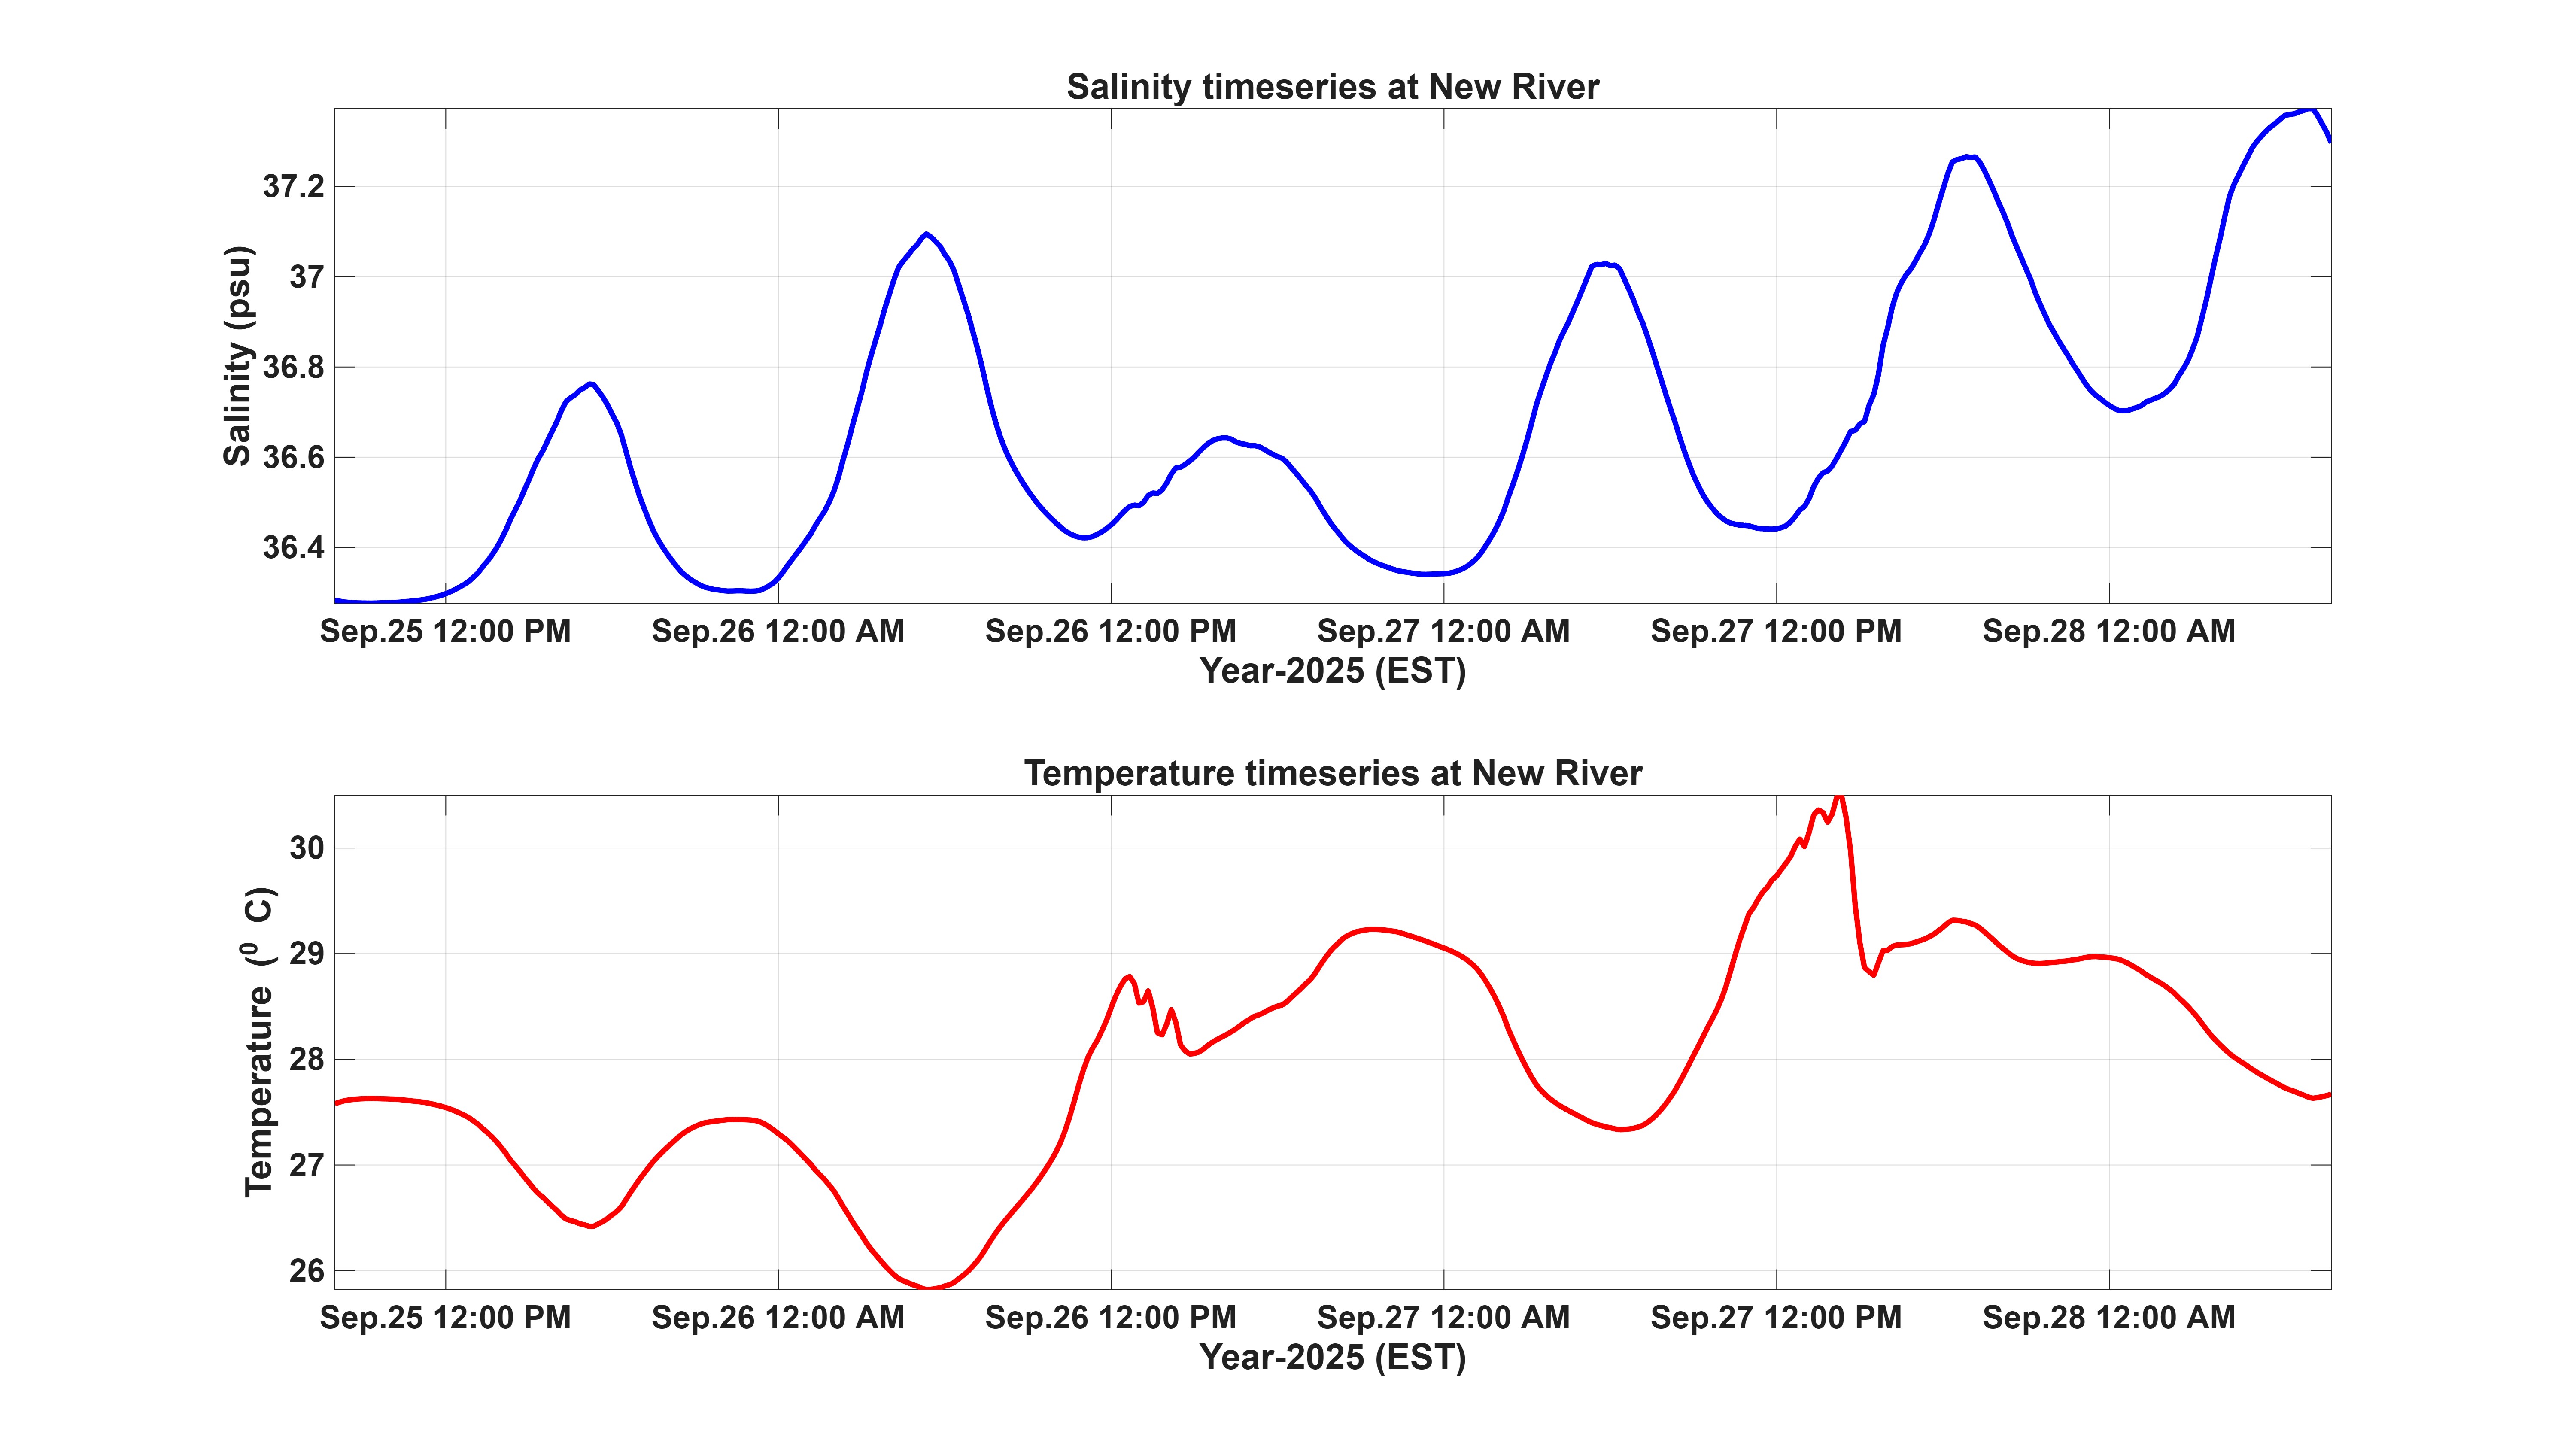 Salinity timeseries at New River
Salinity (psu)
37.2
37
36.8
36.6
36.4
Sep.25 12:00 PM Sep.26 12:00 AM Sep.26 12:00 PM Sep.27 12:00 AM Sep.27 12:00 PM Sep.28 12:00 AM
Year-2025 (EST)
Temperature timeseries at New River
Temperature (⁰ C)
30
29
28
27
26
Sep.25 12:00 PM Sep.26 12:00 AM Sep.26 12:00 PM Sep.27 12:00 AM Sep.27 12:00 PM Sep.28 12:00 AM
Year-2025 (EST)